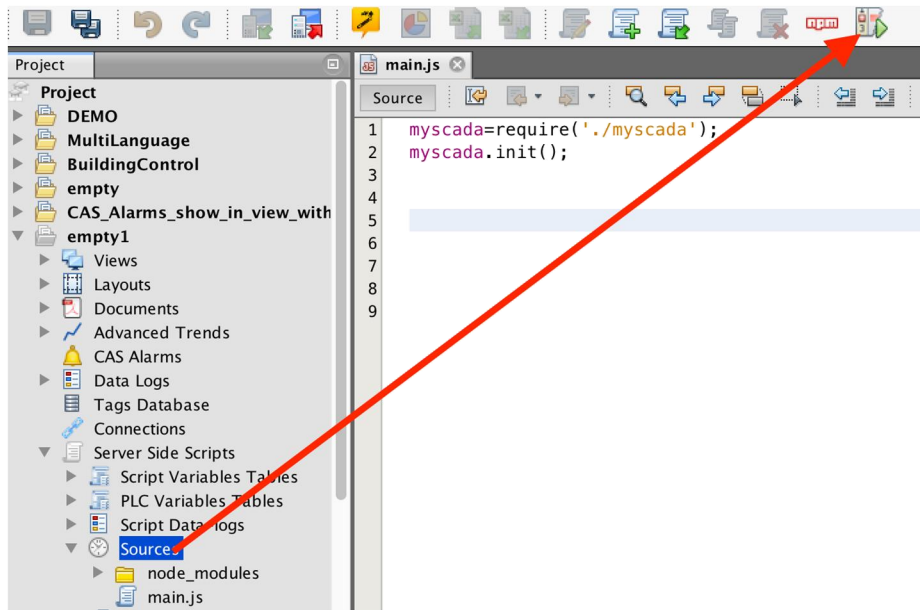 Project
Project
DEMO
MultiLanguage
BuildingControl
empty
CAS_Alarms_show_in_view_with
empty1
Views
Layouts
Documents
Advanced Trends
CAS Alarms
Data Logs
Tags Database
Connections
Server Side Scripts
Script Variables Tables
PLC Variables Tables
Script Data logs
Sources
node_modules
main.js
main.js
Source
1 myscada=require('./myscada');
2 myscada.init();
3
4
5
6
7
8
9